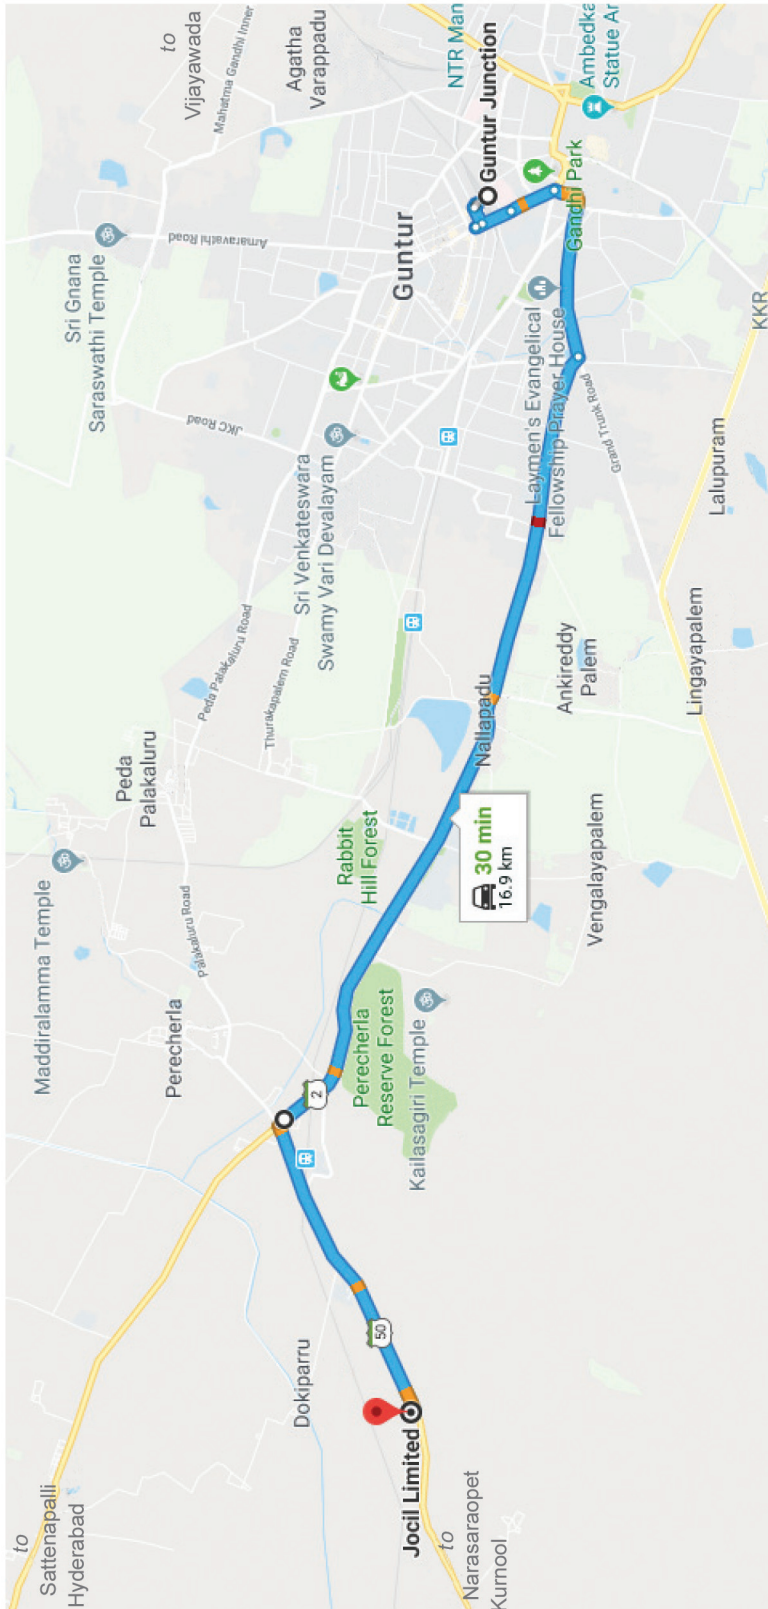 to
Sattenapalli
Hyderabad
Maddiralamma Temple
Sri Gnana
Saraswathi Temple
to
Vijayawada
Mahatma Gandhi Inner
Agatha
Varappadu
Amaravathi Road
JKC Road
Peda Palakaluru Road
Peda
Palakaluru
Palakaluru Road
Perecherla
Thurakapalem Road
Sri Venkateswara
Swamy Vari Devalayam
Guntur
Guntur Junction
NTR Man
Ambedka
Statue Ar
Gandhi Park
Laymen's Evangelical
Fellowship Prayer House
Grand Trunk Road
KKR
Lalupuram
Lingayapalem
Ankireddy
Palem
Nallapadu
Rabbit
Hill Forest
30 min
16.9 km
Vengalayapalem
Perecherla
Reserve Forest
Kailasagiri Temple
2
50
Dokiparru
Jocil Limited
to
Narasaraopet
Kurnool